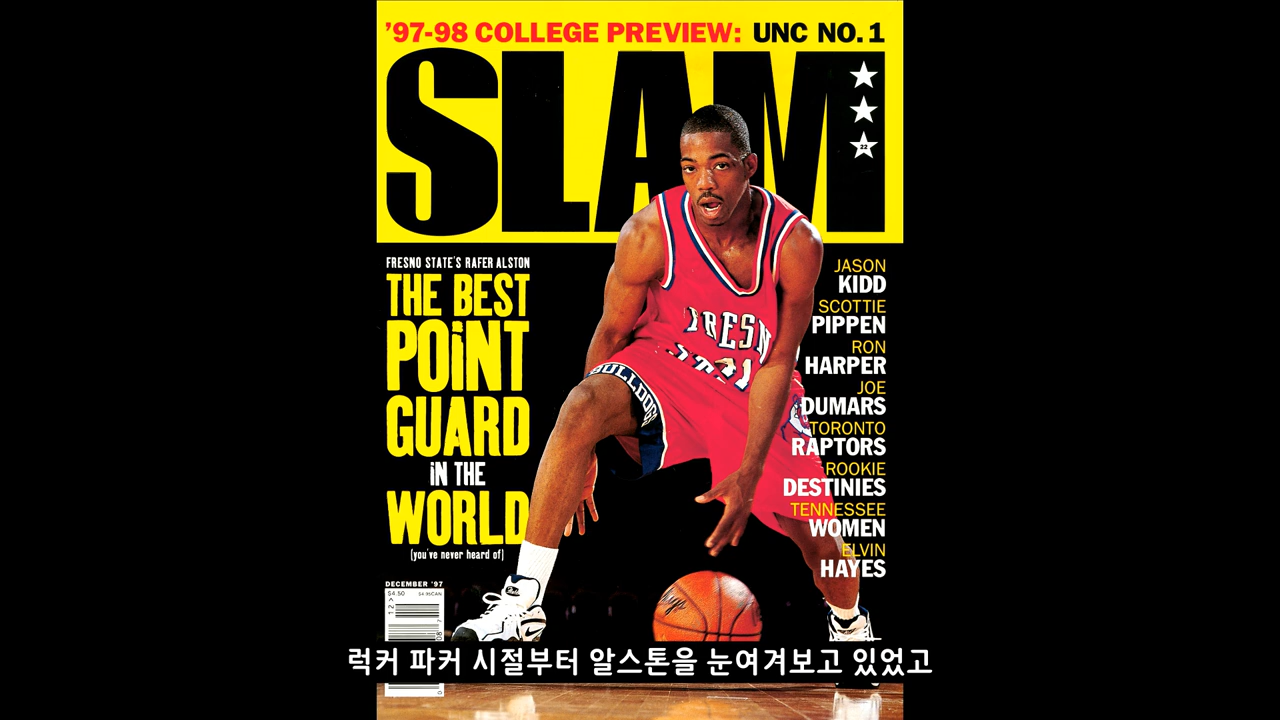 '97-98 COLLEGE PREVIEW: UNC NO. 1
SLAM
22
FRESNO STATE'S RAFER ALSTON
THE BEST
POiNT
GUARD
iN THE
WORLD
(you've never heard of)
JASON
KIDD
SCOTTIE
PIPPEN
RON
HARPER
JOE
DUMARS
TORONTO
RAPTORS
ROOKIE
DESTINIES
TENNESSEE
WOMEN
ELVIN
HAYES
BULLDOGS
DECEMBER '97
$4.50 $4.95CAN
럭커 파커 시절부터 알스톤을 눈여겨보고 있었고